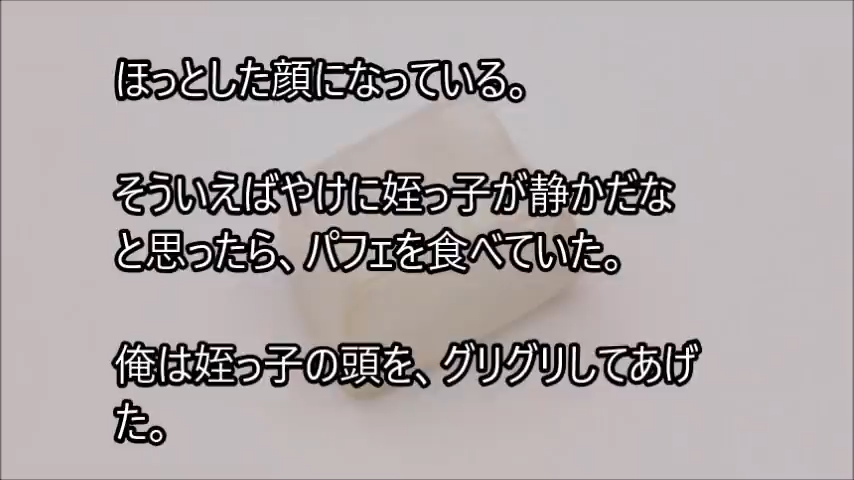 ほっとした顔になっている。
そういえばやけに姪っ子が静かだな
と思ったら、パフェを食べていた。
俺は姪っ子の頭を、グリグリしてあげ
た。